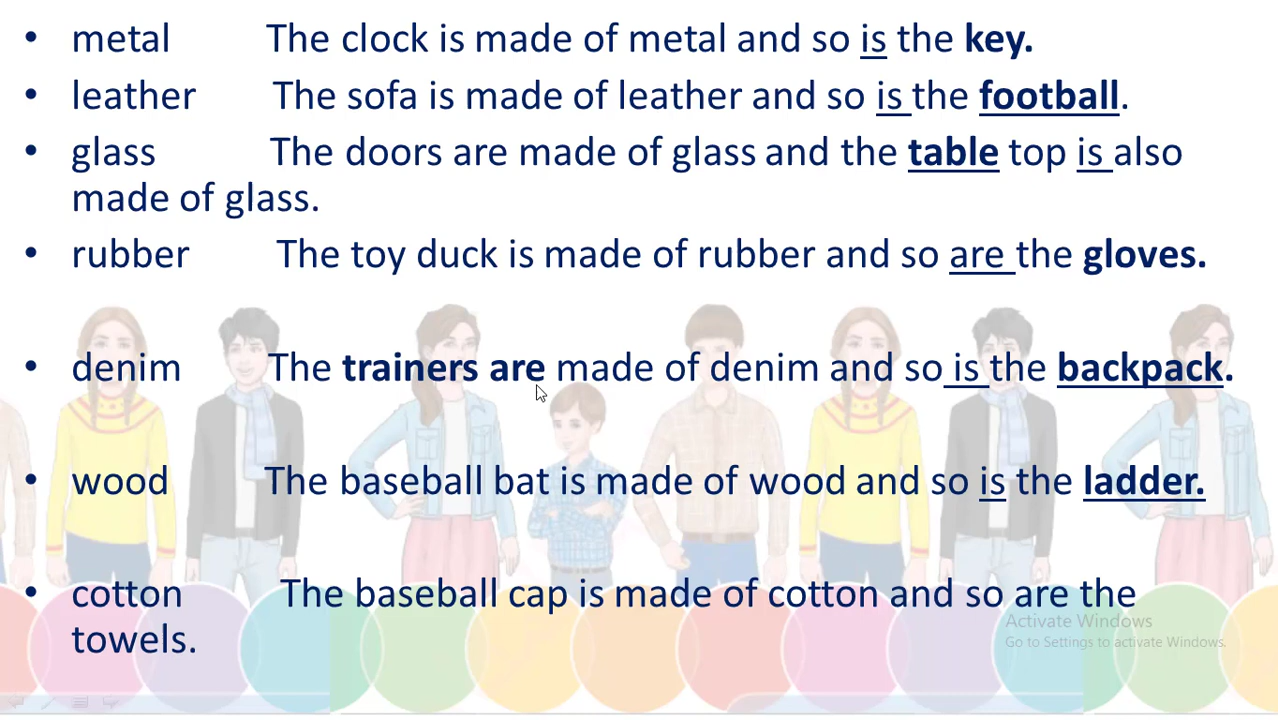 • metal The clock is made of metal and so is the key.
• leather The sofa is made of leather and so is the football.
• glass The doors are made of glass and the table top is also
made of glass.
• rubber The toy duck is made of rubber and so are the gloves.
• denim The trainers are made of denim and so is the backpack.
• wood The baseball bat is made of wood and so is the ladder.
• cotton The baseball cap is made of cotton and so are the
towels.
Activate Windows
Go to Settings to activate Windows.